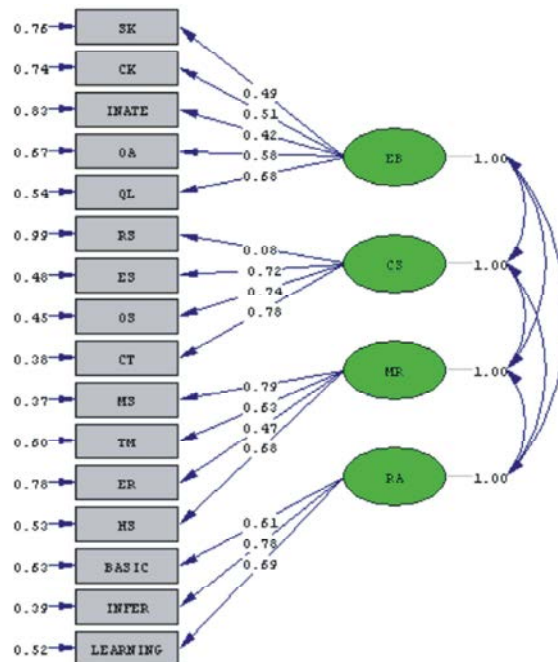 0.76 SK
0.74 CK
0.83 INATE
0.67 OA
0.54 QL
0.99 RS
0.48 ES
0.45 OS
0.38 CT
0.37 MS
0.60 TM
0.78 ER
0.53 HS
0.63 BASIC
0.39 INFER
0.52 LEARNING
0.49
0.51
0.42
0.58
0.68
0.08
0.72
0.74
0.78
0.79
0.63
0.47
0.68
0.61
0.78
0.69
EB 1.00
CS 1.00
MR 1.00
RA 1.00